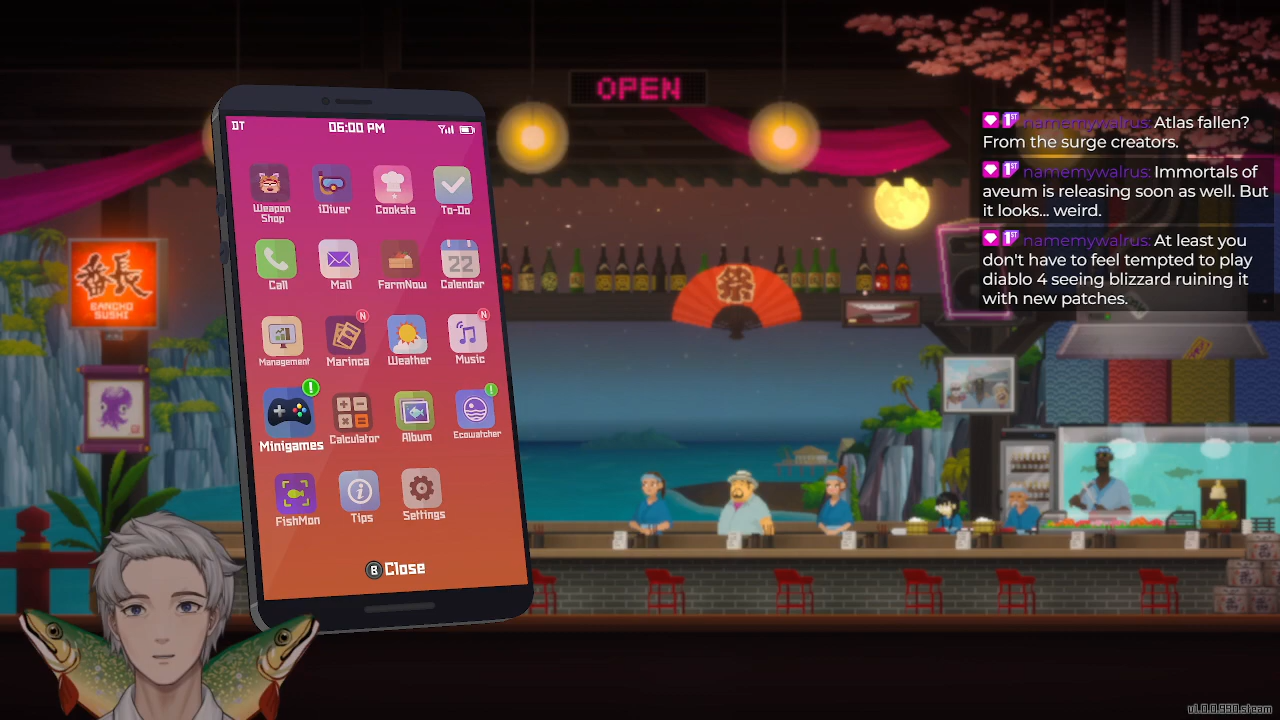 OPEN
DT 06:00 PM
Weapon Shop
iDiver
Cooksta
To-Do
Call
Mail
FarmNow
22
Calendar
Management
N
Marinca
Weather
N
Music
!
Minigames
Calculator
Album
!
Ecowatcher
FishMon
Tips
Settings
B Close
番長
BANCHO
SUSHI
祭
1ST namemywalrus: Atlas fallen?
From the surge creators.
1ST namemywalrus: Immortals of
aveum is releasing soon as well. But
it looks... weird.
1ST namemywalrus: At least you
don't have to feel tempted to play
diablo 4 seeing blizzard ruining it
with new patches.
v1.0.0.990.steam